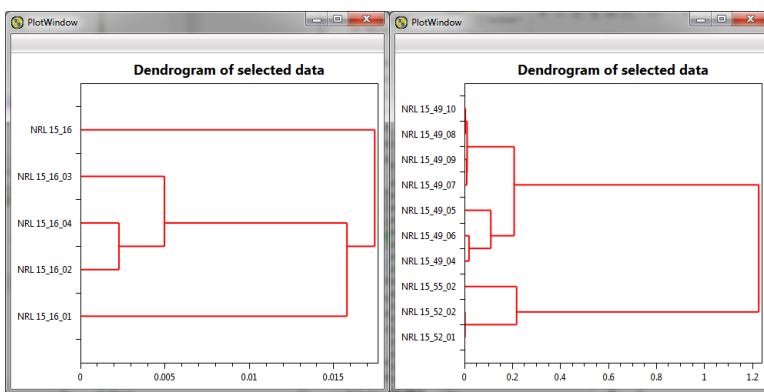 PlotWindow
Dendrogram of selected data
NRL 15_16
NRL 15_16_03
NRL 15_16_04
NRL 15_16_02
NRL 15_16_01
0 0.005 0.01 0.015
PlotWindow
Dendrogram of selected data
NRL 15_49_10
NRL 15_49_08
NRL 15_49_09
NRL 15_49_07
NRL 15_49_05
NRL 15_49_06
NRL 15_49_04
NRL 15_55_02
NRL 15_52_02
NRL 15_52_01
0 0.2 0.4 0.6 0.8 1 1.2